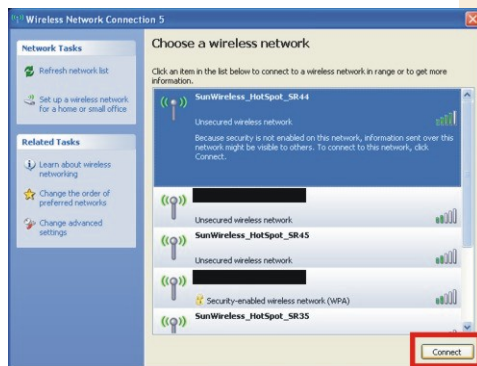 Wireless Network Connection 5
Network Tasks
Refresh network list
Set up a wireless network
for a home or small office
Related Tasks
Learn about wireless
networking
Change the order of
preferred networks
Change advanced
settings
Choose a wireless network
Click an item in the list below to connect to a wireless network in range or to get more
information.
SunWireless_HotSpot_SR44
Unsecured wireless network
Because security is not enabled on this network, information sent over this
network might be visible to others. To connect to this network, click
Connect.
Unsecured wireless network
SunWireless_HotSpot_SR45
Unsecured wireless network
Security-enabled wireless network (WPA)
SunWireless_HotSpot_SR35
Connect